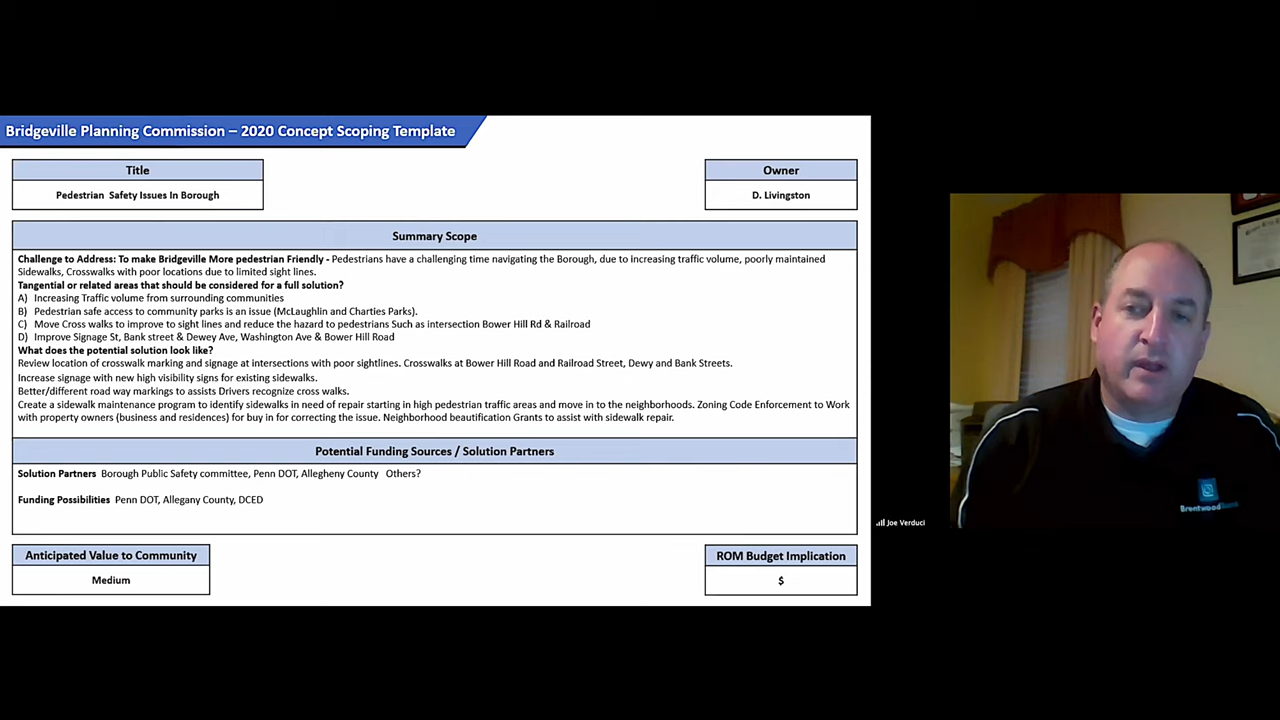 Bridgeville Planning Commission – 2020 Concept Scoping Template
Title
Pedestrian Safety Issues In Borough
Owner
D. Livingston
Summary Scope
Challenge to Address: To make Bridgeville More pedestrian Friendly - Pedestrians have a challenging time navigating the Borough, due to increasing traffic volume, poorly maintained
Sidewalks, Crosswalks with poor locations due to limited sight lines.
Tangential or related areas that should be considered for a full solution?
A) Increasing Traffic volume from surrounding communities
B) Pedestrian safe access to community parks is an issue (McLaughlin and Charties Parks).
C) Move Cross walks to improve to sight lines and reduce the hazard to pedestrians Such as intersection Bower Hill Rd & Railroad
D) Improve Signage St, Bank street & Dewey Ave, Washington Ave & Bower Hill Road
What does the potential solution look like?
Review location of crosswalk marking and signage at intersections with poor sightlines. Crosswalks at Bower Hill Road and Railroad Street, Dewy and Bank Streets.
Increase signage with new high visibility signs for existing sidewalks.
Better/different road way markings to assists Drivers recognize cross walks.
Create a sidewalk maintenance program to identify sidewalks in need of repair starting in high pedestrian traffic areas and move in to the neighborhoods. Zoning Code Enforcement to Work
with property owners (business and residences) for buy in for correcting the issue. Neighborhood beautification Grants to assist with sidewalk repair.
Potential Funding Sources / Solution Partners
Solution Partners Borough Public Safety committee, Penn DOT, Allegheny County Others?
Funding Possibilities Penn DOT, Allegany County, DCED
Anticipated Value to Community
Medium
ROM Budget Implication
$
Brentwood
Joe Verduci